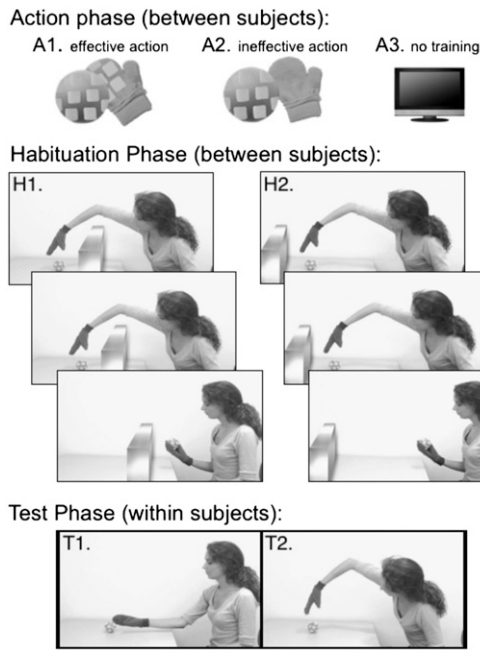 Action phase (between subjects):
A1. effective action
A2. ineffective action
A3. no training
Habituation Phase (between subjects):
H1.
H2.
Test Phase (within subjects):
T1.
T2.